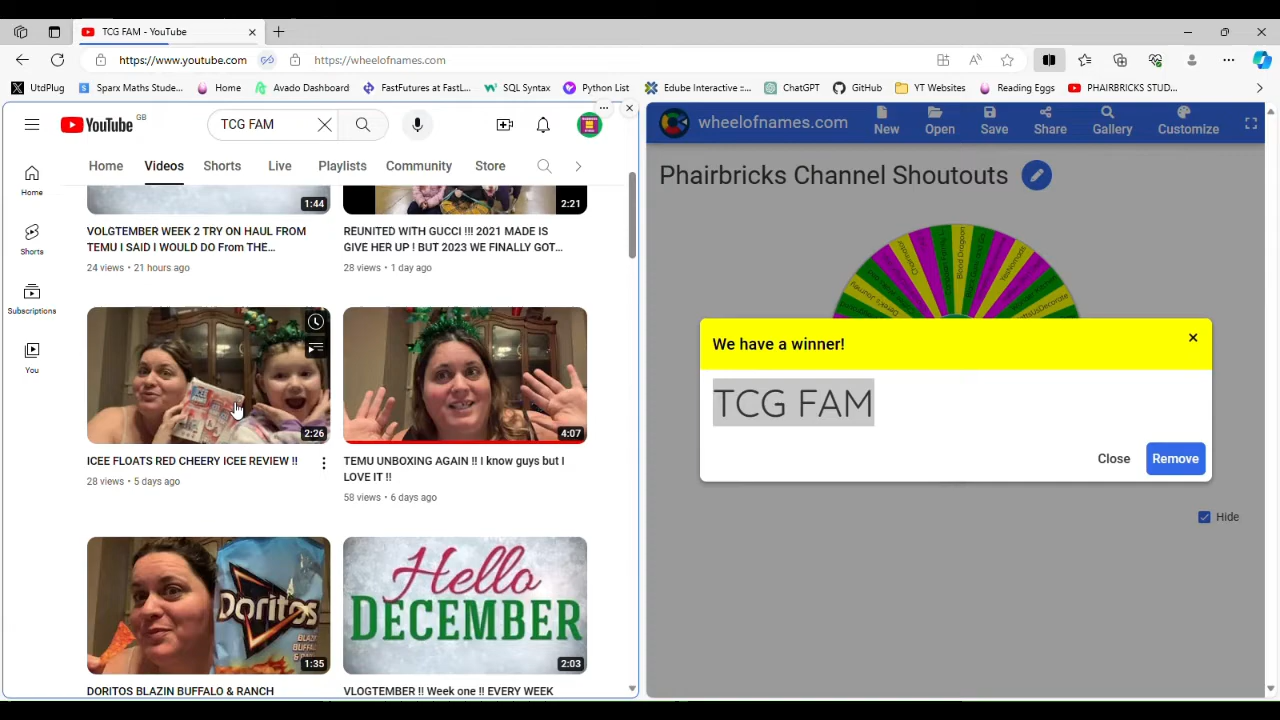 TCG FAM - YouTube
https://www.youtube.com
https://wheelofnames.com
UtdPlug
Sparx Maths Stude...
Home
Avado Dashboard
FastFutures at FastL...
SQL Syntax
Python List
Edube Interactive ::...
ChatGPT
GitHub
YT Websites
Reading Eggs
PHAIRBRICKS STUD...
YouTube GB
TCG FAM
Home
Videos
Shorts
Live
Playlists
Community
Store
Home
Shorts
Subscriptions
You
1:44
2:21
VOLGTEMBER WEEK 2 TRY ON HAUL FROM
TEMU I SAID I WOULD DO From THE...
24 views • 21 hours ago
REUNITED WITH GUCCI !!! 2021 MADE IS
GIVE HER UP ! BUT 2023 WE FINALLY GOT...
28 views • 1 day ago
2:26
4:07
ICEE FLOATS RED CHEERY ICEE REVIEW !!
28 views • 5 days ago
TEMU UNBOXING AGAIN !! I know guys but I
LOVE IT !!
58 views • 6 days ago
Doritos
1:35
Hello
DECEMBER
2:03
DORITOS BLAZIN BUFFALO & RANCH
VLOGTEMBER !! Week one !! EVERY WEEK
wheelofnames.com
New
Open
Save
Share
Gallery
Customize
Phairbricks Channel Shoutouts
Blood Dragoon
We have a winner!
TCG FAM
Close
Remove
Hide